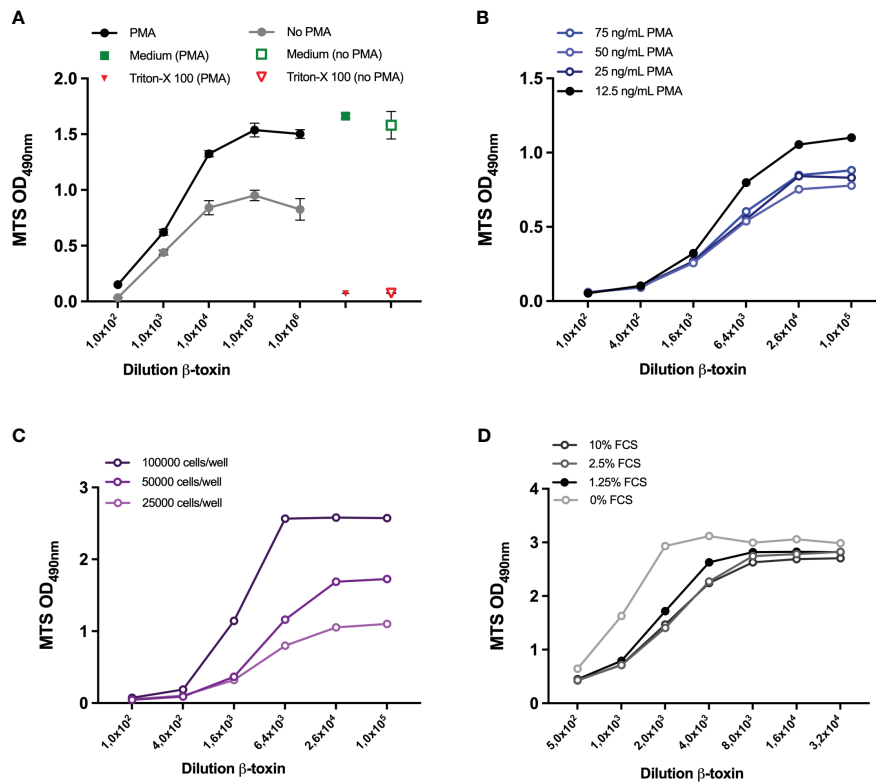 A
PMA
No PMA
Medium (PMA)
Medium (no PMA)
Triton-X 100 (PMA)
Triton-X 100 (no PMA)
MTS OD490nm
2.0
1.5
1.0
0.5
0.0
1,0x10²
1,0x10³
1,0x10⁴
1,0x10⁵
1,0x10⁶
Dilution β-toxin
B
75 ng/mL PMA
50 ng/mL PMA
25 ng/mL PMA
12.5 ng/mL PMA
MTS OD490nm
1.5
1.0
0.5
0.0
1,0x10²
4,0x10²
1,6x10³
6,4x10³
2,6x10⁴
1,0x10⁵
Dilution β-toxin
C
100000 cells/well
50000 cells/well
25000 cells/well
MTS OD490nm
3
2
1
0
1,0x10²
4,0x10²
1,6x10³
6,4x10³
2,6x10⁴
1,0x10⁵
Dilution β-toxin
D
10% FCS
2.5% FCS
1.25% FCS
0% FCS
MTS OD490nm
4
3
2
1
0
5,0x10²
1,0x10³
2,0x10³
4,0x10³
8,0x10³
1,6x10⁴
3,2x10⁴
Dilution β-toxin